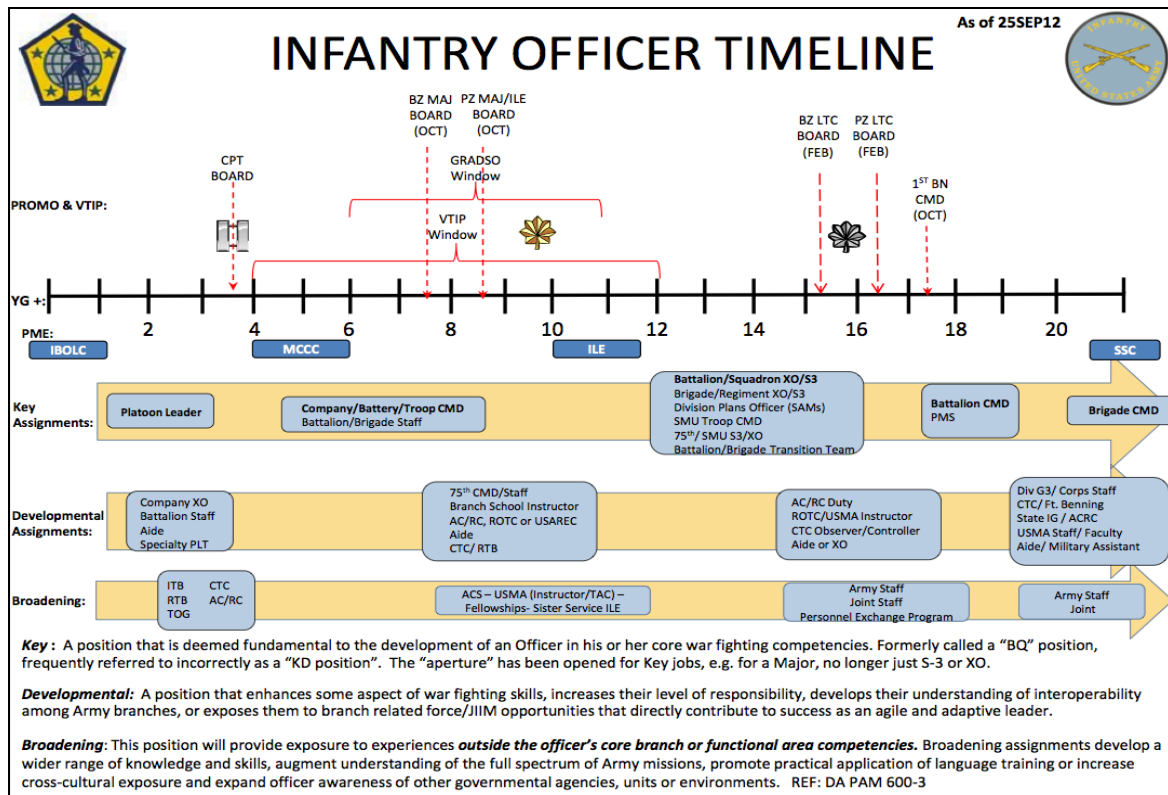 As of 25SEP12
INFANTRY OFFICER TIMELINE
INFANTRY
UNITED STATES ARMY
BZ MAJ
BOARD
(OCT)
PZ MAJ/ILE
BOARD
(OCT)
BZ LTC
BOARD
(FEB)
PZ LTC
BOARD
(FEB)
CPT
BOARD
GRADSO
Window
1ST BN
CMD
(OCT)
PROMO & VTIP:
VTIP
Window
YG +:
PME:
2 4 6 8 10 12 14 16 18 20
IBOLC
MCCC
ILE
SSC
Key
Assignments:
Platoon Leader
Company/Battery/Troop CMD
Battalion/Brigade Staff
Battalion/Squadron XO/S3
Brigade/Regiment XO/S3
Division Plans Officer (SAMs)
SMU Troop CMD
75th/ SMU S3/XO
Battalion/Brigade Transition Team
Battalion CMD
PMS
Brigade CMD
Developmental
Assignments:
Company XO
Battalion Staff
Aide
Specialty PLT
75th CMD/Staff
Branch School Instructor
AC/RC, ROTC or USAREC
Aide
CTC/ RTB
AC/RC Duty
ROTC/USMA Instructor
CTC Observer/Controller
Aide or XO
Div G3/ Corps Staff
CTC/ Ft. Benning
State IG / ACRC
USMA Staff/ Faculty
Aide/ Military Assistant
Broadening:
ITB CTC
RTB AC/RC
TOG
ACS – USMA (Instructor/TAC) –
Fellowships- Sister Service ILE
Army Staff
Joint Staff
Personnel Exchange Program
Army Staff
Joint
Key : A position that is deemed fundamental to the development of an Officer in his or her core war fighting competencies. Formerly called a “BQ” position,
frequently referred to incorrectly as a “KD position”. The “aperture” has been opened for Key jobs, e.g. for a Major, no longer just S-3 or XO.
Developmental: A position that enhances some aspect of war fighting skills, increases their level of responsibility, develops their understanding of interoperability
among Army branches, or exposes them to branch related force/JIIM opportunities that directly contribute to success as an agile and adaptive leader.
Broadening: This position will provide exposure to experiences outside the officer’s core branch or functional area competencies. Broadening assignments develop a
wider range of knowledge and skills, augment understanding of the full spectrum of Army missions, promote practical application of language training or increase
cross-cultural exposure and expand officer awareness of other governmental agencies, units or environments. REF: DA PAM 600-3